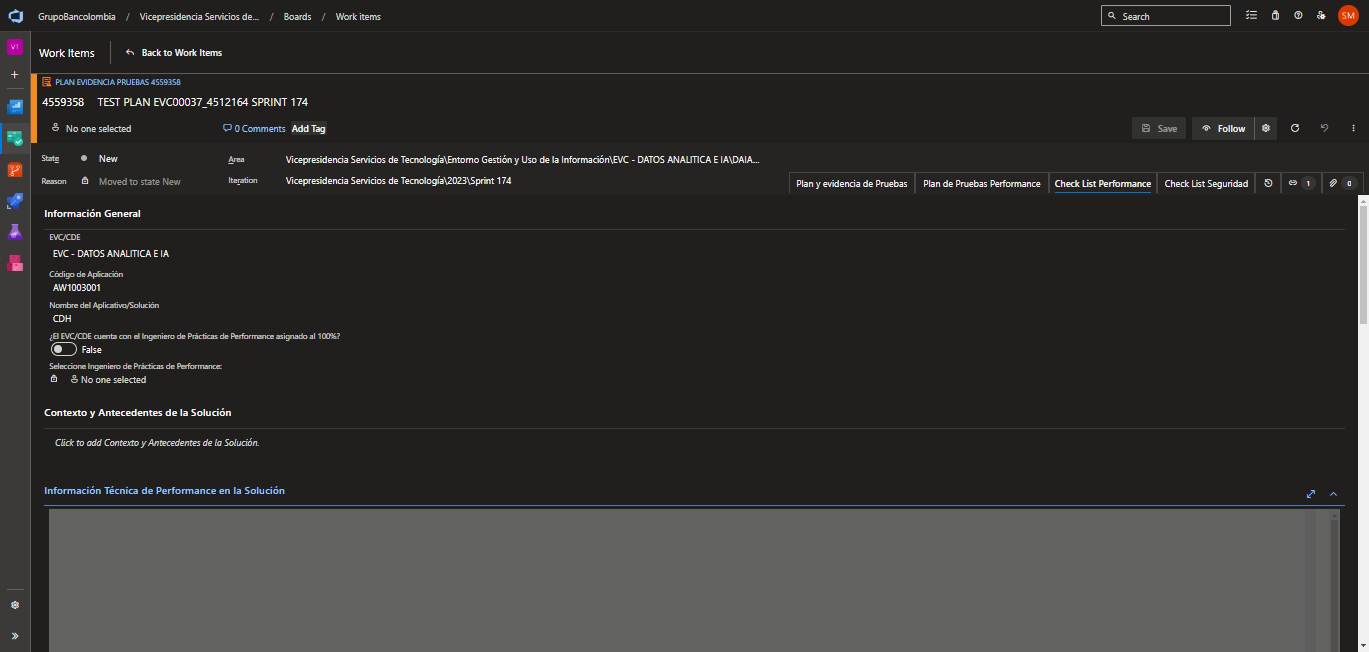 GrupoBancolombia / Vicepresidencia Servicios de... / Boards / Work items
Search
SM
VT
Work Items
Back to Work Items
PLAN EVIDENCIA PRUEBAS 4559358
4559358 TEST PLAN EVC00037_4512164 SPRINT 174
No one selected
0 Comments
Add Tag
Save
Follow
State
New
Area
Vicepresidencia Servicios de Tecnología\Entorno Gestión y Uso de la Información\EVC - DATOS ANALITICA E IA\DAIA...
Reason
Moved to state New
Iteration
Vicepresidencia Servicios de Tecnología\2023\Sprint 174
Plan y evidencia de Pruebas
Plan de Pruebas Performance
Check List Performance
Check List Seguridad
1
0
Información General
EVC/CDE
EVC - DATOS ANALITICA E IA
Código de Aplicación
AW1003001
Nombre del Aplicativo/Solución
CDH
¿El EVC/CDE cuenta con el Ingeniero de Prácticas de Performance asignado al 100%?
False
Seleccione Ingeniero de Prácticas de Performance:
No one selected
Contexto y Antecedentes de la Solución
Click to add Contexto y Antecedentes de la Solución.
Información Técnica de Performance en la Solución